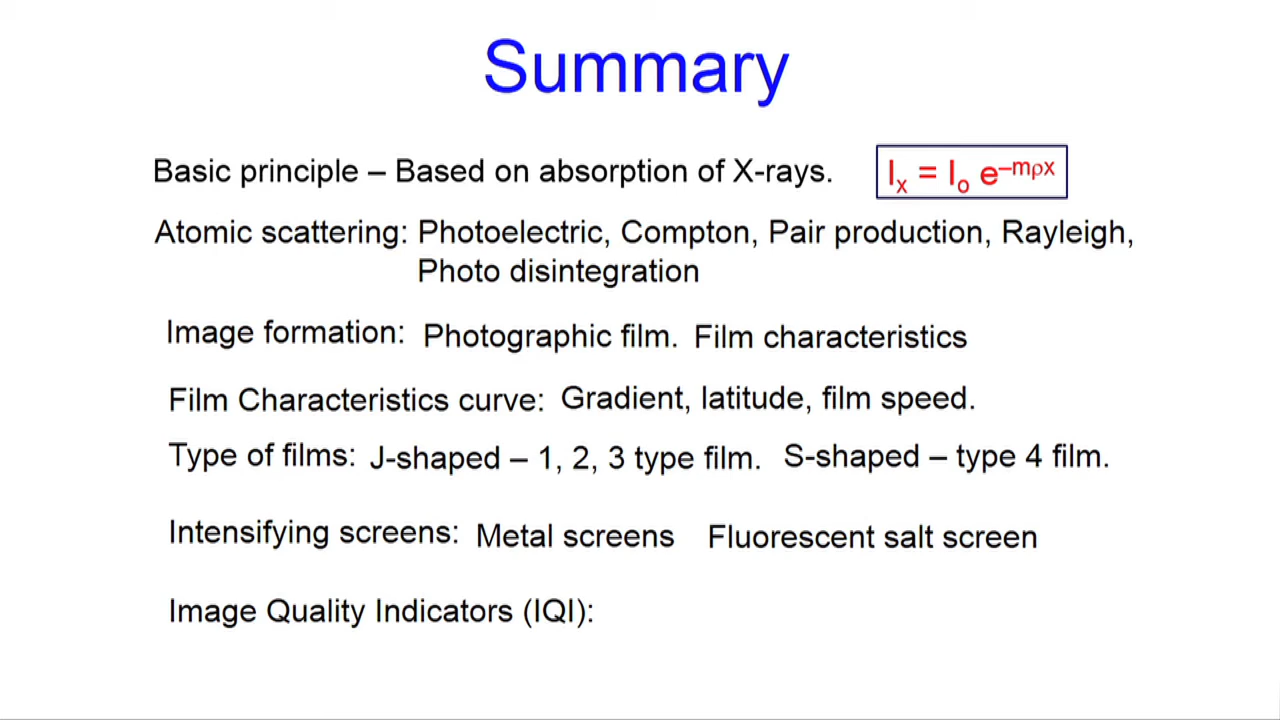 Summary
Basic principle – Based on absorption of X-rays. Iₓ = Iₒ e^–mρx
Atomic scattering: Photoelectric, Compton, Pair production, Rayleigh,
Photo disintegration
Image formation: Photographic film. Film characteristics
Film Characteristics curve: Gradient, latitude, film speed.
Type of films: J-shaped – 1, 2, 3 type film. S-shaped – type 4 film.
Intensifying screens: Metal screens Fluorescent salt screen
Image Quality Indicators (IQI):